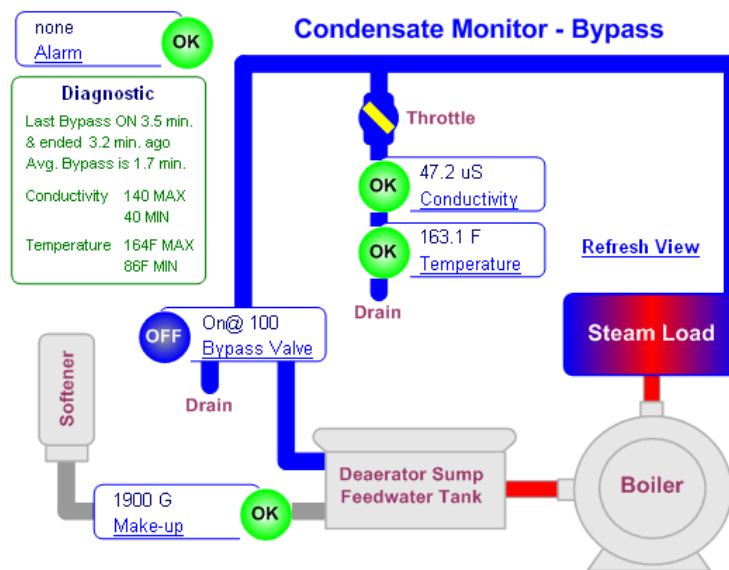 none
Alarm
OK
Condensate Monitor - Bypass
Diagnostic
Last Bypass ON 3.5 min.
& ended 3.2 min. ago
Avg. Bypass is 1.7 min.
Conductivity 140 MAX
40 MIN
Temperature 164F MAX
86F MIN
Throttle
OK
47.2 uS
Conductivity
OK
163.1 F
Temperature
Drain
Refresh View
OFF
On@ 100
Bypass Valve
Drain
Steam Load
Softener
Deaerator Sump
Feedwater Tank
Boiler
1900 G
Make-up
OK